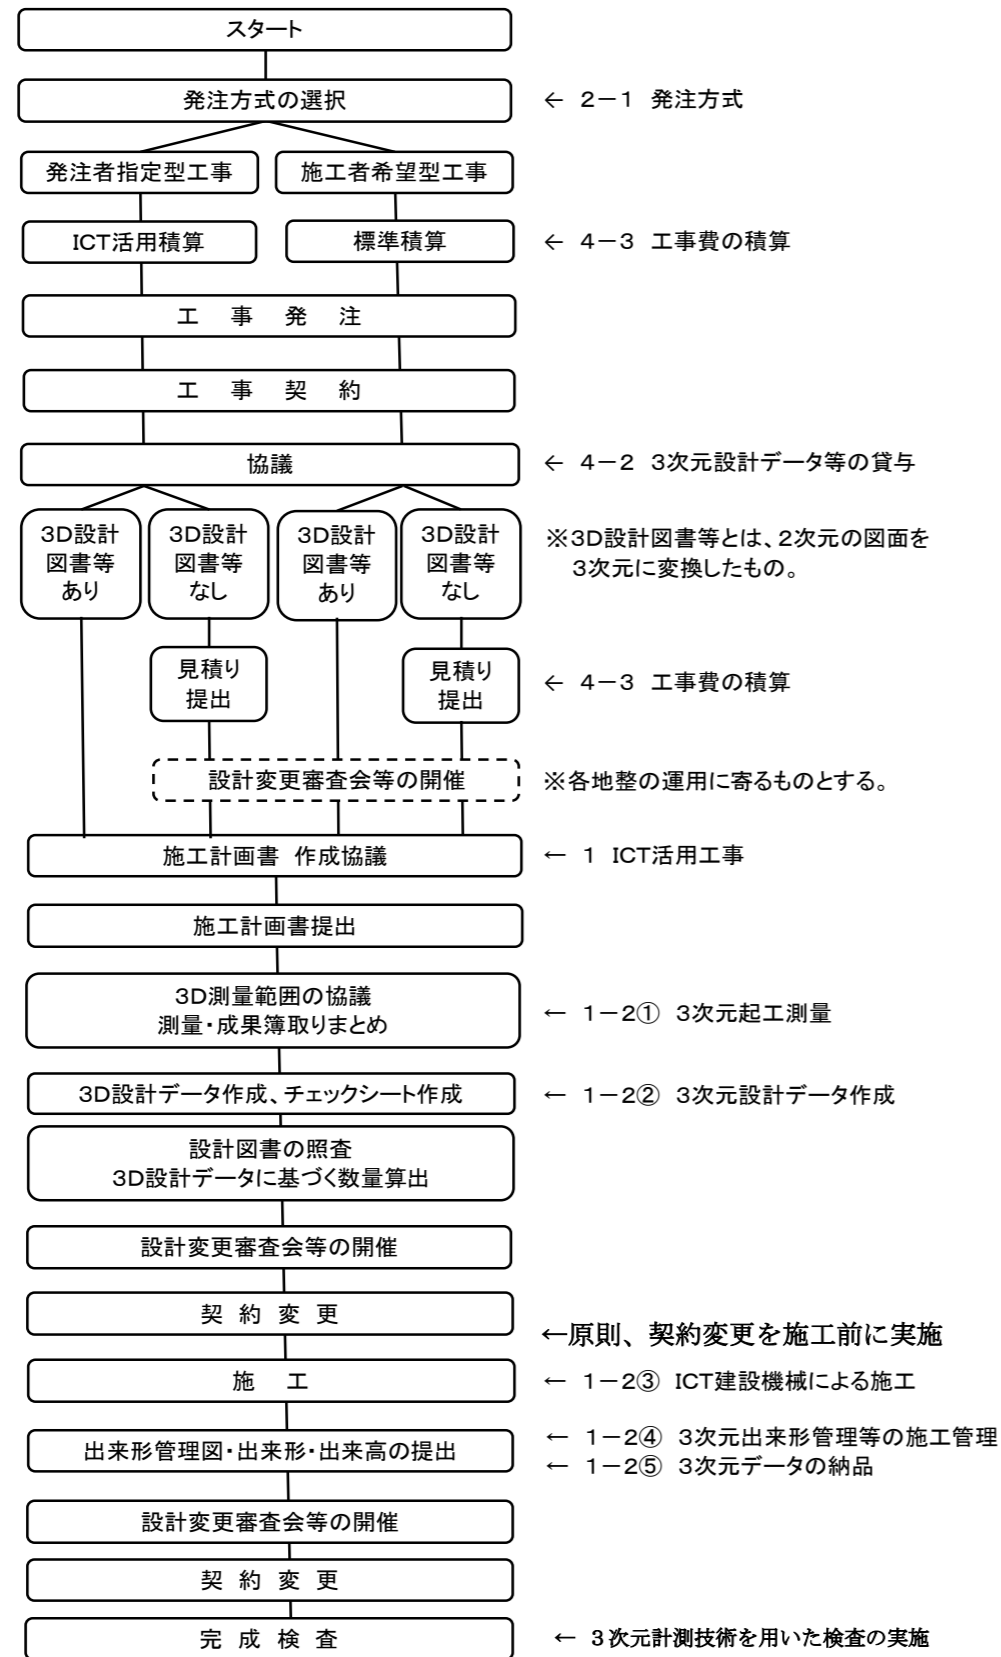 スタート
発注方式の選択
← 2－1 発注方式
発注者指定型工事
施工者希望型工事
ICT活用積算
標準積算
← 4－3 工事費の積算
工 事 発 注
工 事 契 約
協議
← 4－2 3次元設計データ等の貸与
3D設計
図書等
あり
3D設計
図書等
なし
3D設計
図書等
あり
3D設計
図書等
なし
※3D設計図書等とは、2次元の図面を
3次元に変換したもの。
見積り
提出
見積り
提出
← 4－3 工事費の積算
設計変更審査会等の開催
※各地整の運用に寄るものとする。
施工計画書 作成協議
← 1 ICT活用工事
施工計画書提出
3D測量範囲の協議
測量・成果簿取りまとめ
← 1－2① 3次元起工測量
3D設計データ作成、チェックシート作成
← 1－2② 3次元設計データ作成
設計図書の照査
3D設計データに基づく数量算出
設計変更審査会等の開催
契 約 変 更
←原則、契約変更を施工前に実施
施 工
← 1－2③ ICT建設機械による施工
出来形管理図・出来形・出来高の提出
← 1－2④ 3次元出来形管理等の施工管理
← 1－2⑤ 3次元データの納品
設計変更審査会等の開催
契 約 変 更
完 成 検 査
← 3次元計測技術を用いた検査の実施